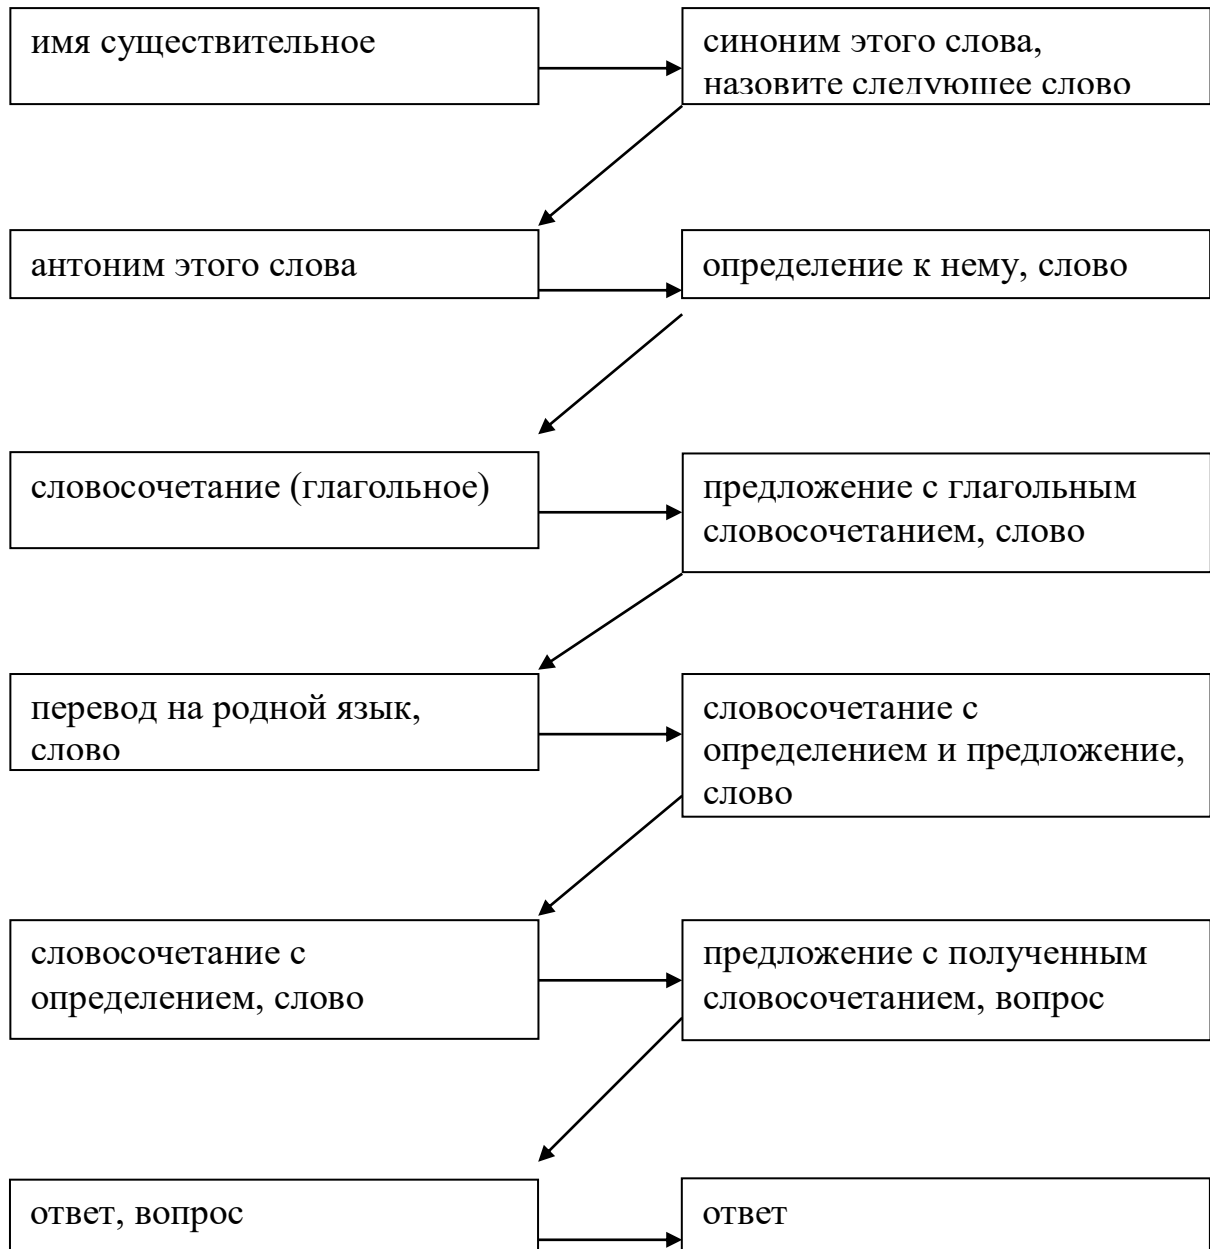 имя существительное
синоним этого слова,
назовите следующее слово
антоним этого слова
определение к нему, слово
словосочетание (глагольное)
предложение с глагольным
словосочетанием, слово
перевод на родной язык,
слово
словосочетание с
определением и предложение,
слово
словосочетание с
определением, слово
предложение с полученным
словосочетанием, вопрос
ответ, вопрос
ответ